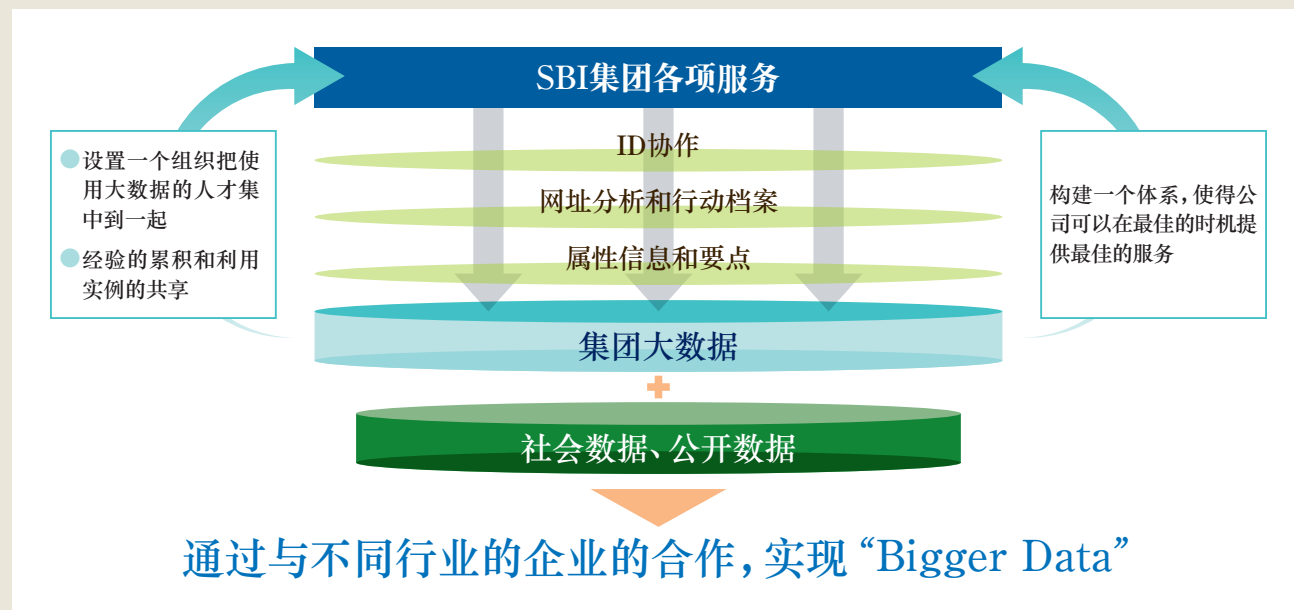 SBI集团各项服务
ID协作
网址分析和行动档案
属性信息和要点
设置一个组织把使
用大数据的人才集
中到一起
经验的累积和利用
实例的共享
构建一个体系，使得公
司可以在最佳的时机提
供最佳的服务
集团大数据
社会数据、公开数据
通过与不同行业的企业的合作，实现“Bigger Data”